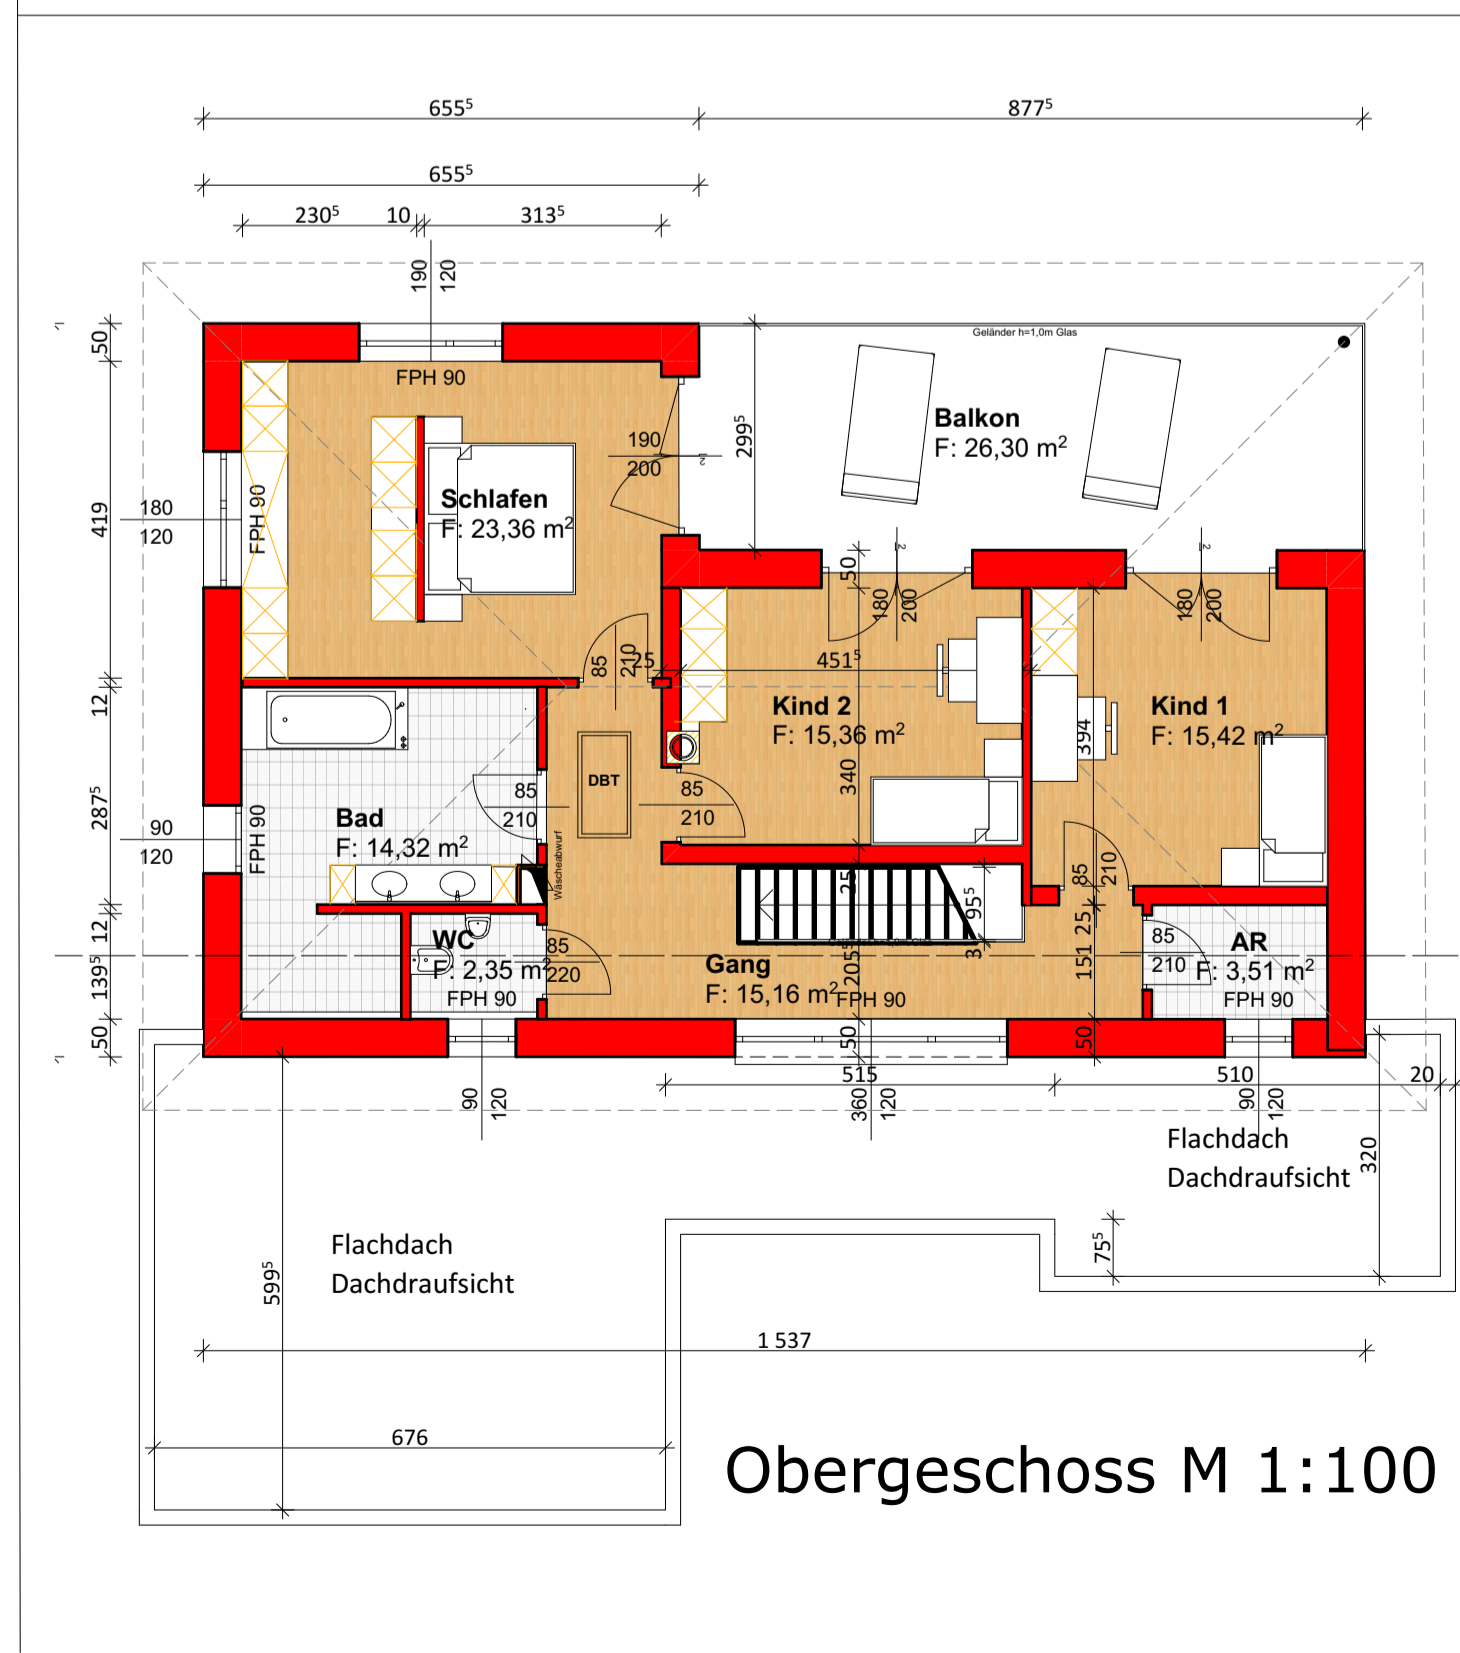 655⁵
877⁵
655⁵
230⁵
10
313⁵
190
120
50
Geländer h=1,0m Glas
FPH 90
Balkon
F: 26,30 m²
299⁵
190
200
Schlafen
F: 23,36 m²
419
180
120
FPH 90
50
180
200
180
200
85
210
25
451⁵
12
Kind 2
F: 15,36 m²
Kind 1
F: 15,42 m²
394
340
DBT
85
210
85
210
287⁵
90
120
FPH 90
Bad
F: 14,32 m²
Wäscheabwurf
25
95⁵
3
85
210
25
12
WC
F: 2,35 m²
FPH 90
85
220
Gang
F: 15,16 m²
205⁵
FPH 90
151
85
210
AR
F: 3,51 m²
FPH 90
139⁵
50
50
50
515
510
20
90
120
360
120
90
120
Flachdach
Dachdraufsicht
320
75⁵
Flachdach
Dachdraufsicht
599⁵
1 537
676
Obergeschoss M 1:100